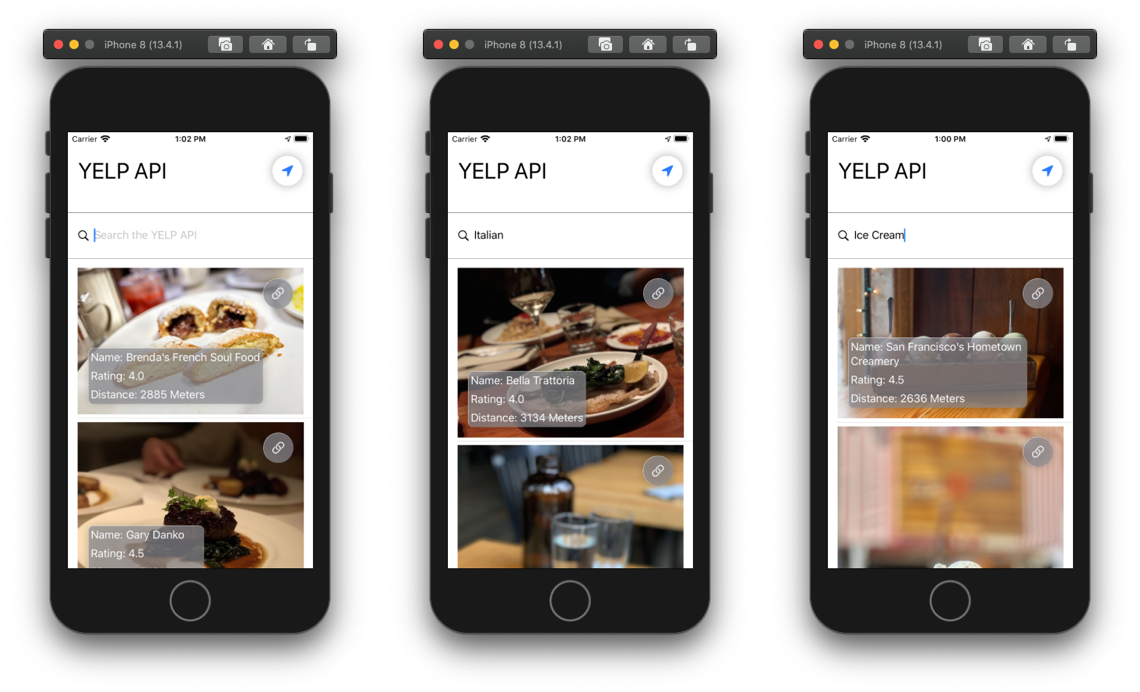 iPhone 8 (13.4.1)
Carrier 1:02 PM
YELP API
Search the YELP API
Name: Brenda's French Soul Food
Rating: 4.0
Distance: 2885 Meters
Name: Gary Danko
Rating: 4.5
iPhone 8 (13.4.1)
Carrier 1:02 PM
YELP API
Italian
Name: Bella Trattoria
Rating: 4.0
Distance: 3134 Meters
iPhone 8 (13.4.1)
Carrier 1:00 PM
YELP API
Ice Cream
Name: San Francisco's Hometown
Creamery
Rating: 4.5
Distance: 2636 Meters